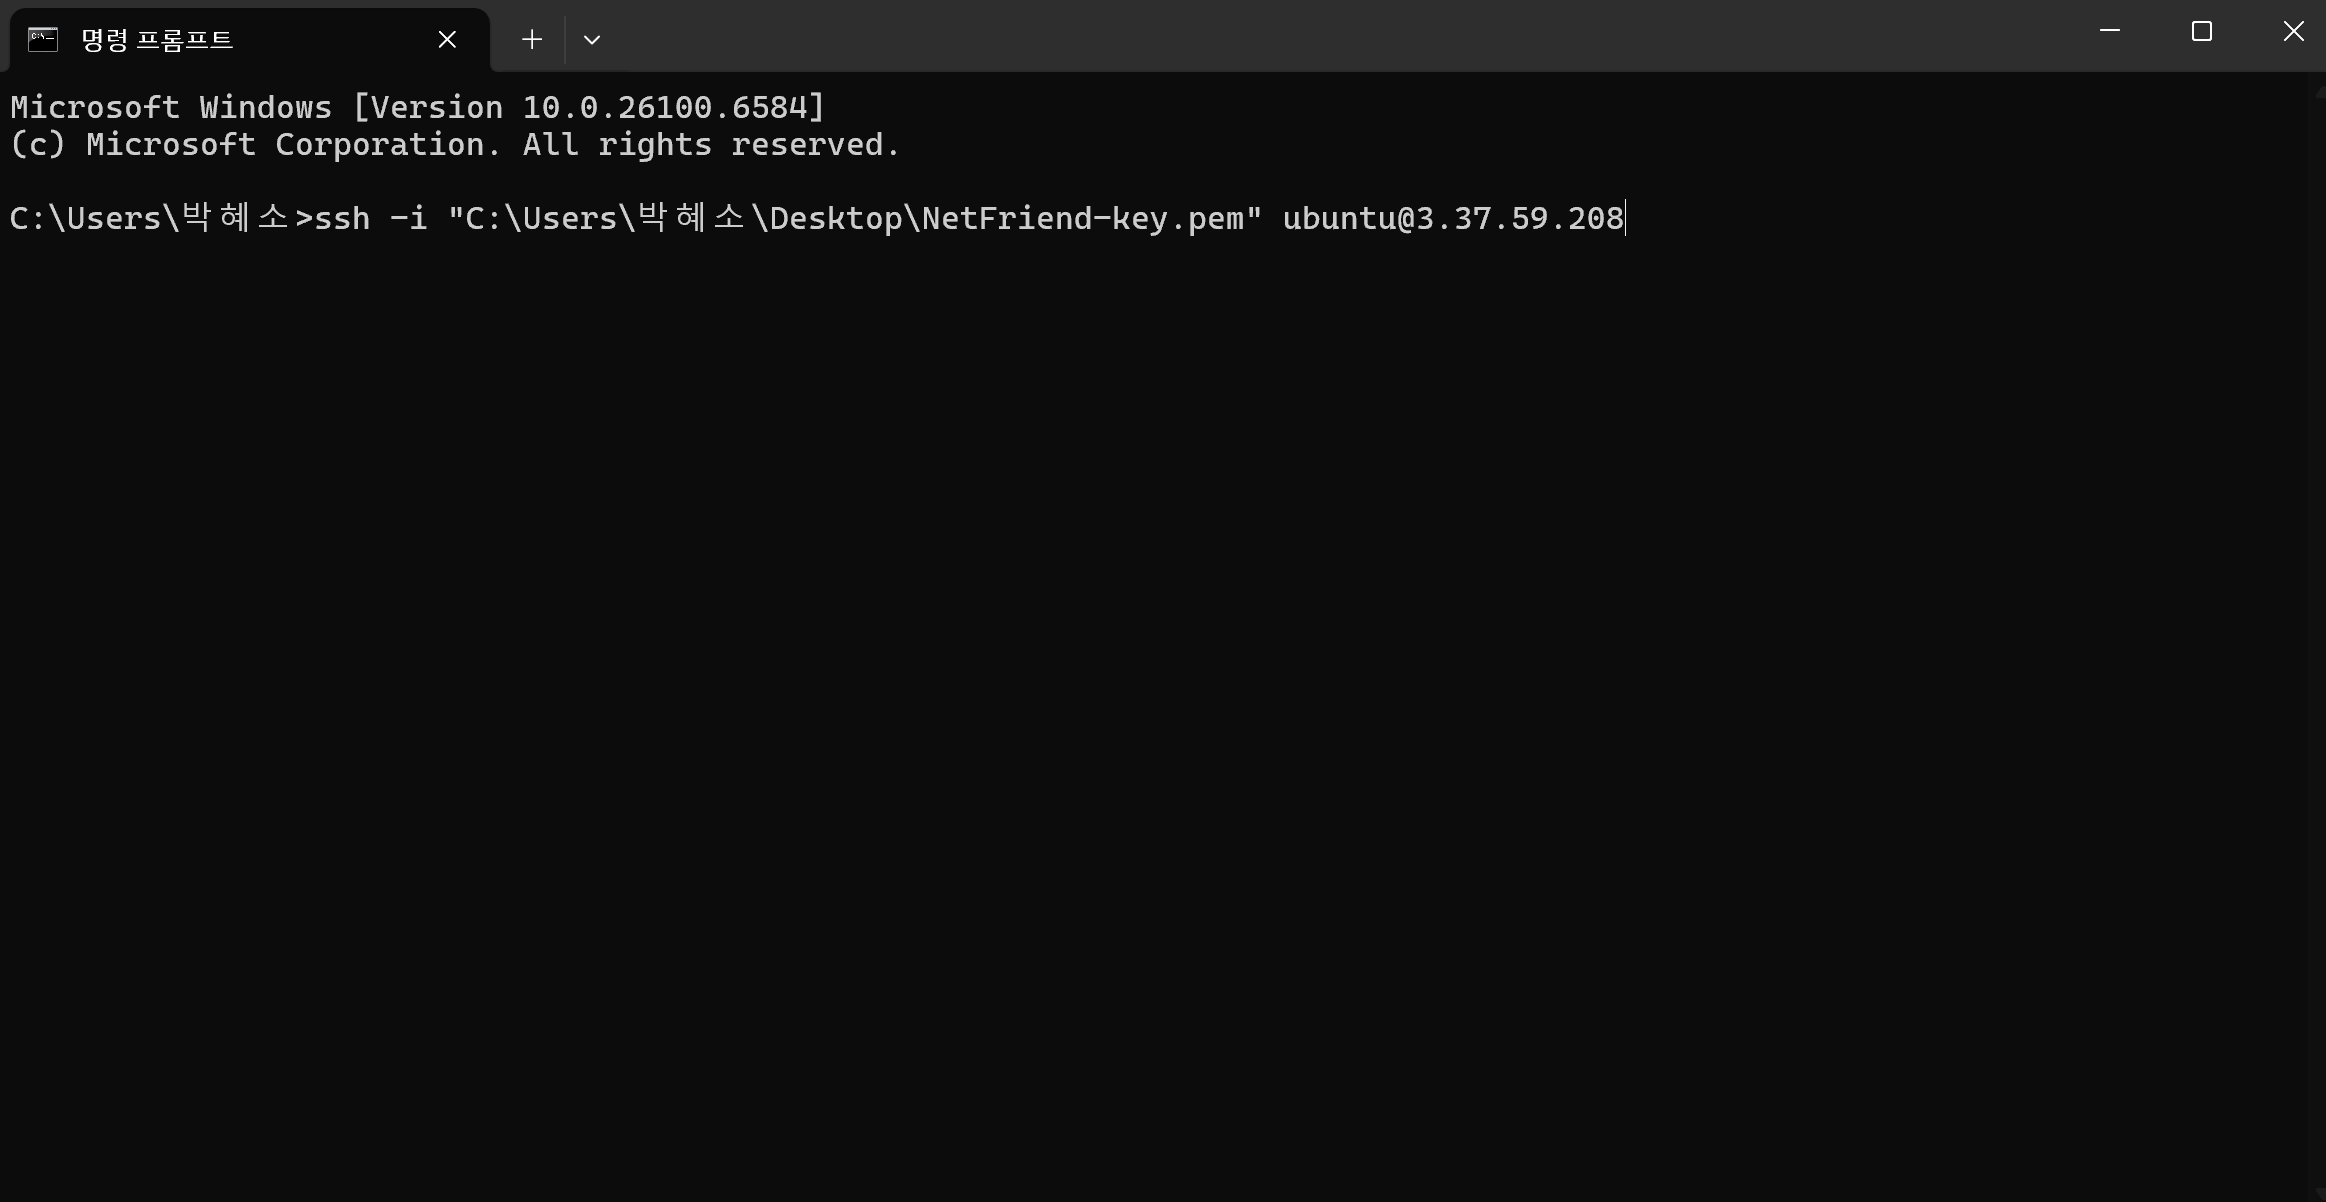 명령 프롬프트
Microsoft Windows [Version 10.0.26100.6584]
(c) Microsoft Corporation. All rights reserved.
C:\Users\박혜소>ssh -i "C:\Users\박혜소\Desktop\NetFriend-key.pem" ubuntu@3.37.59.208